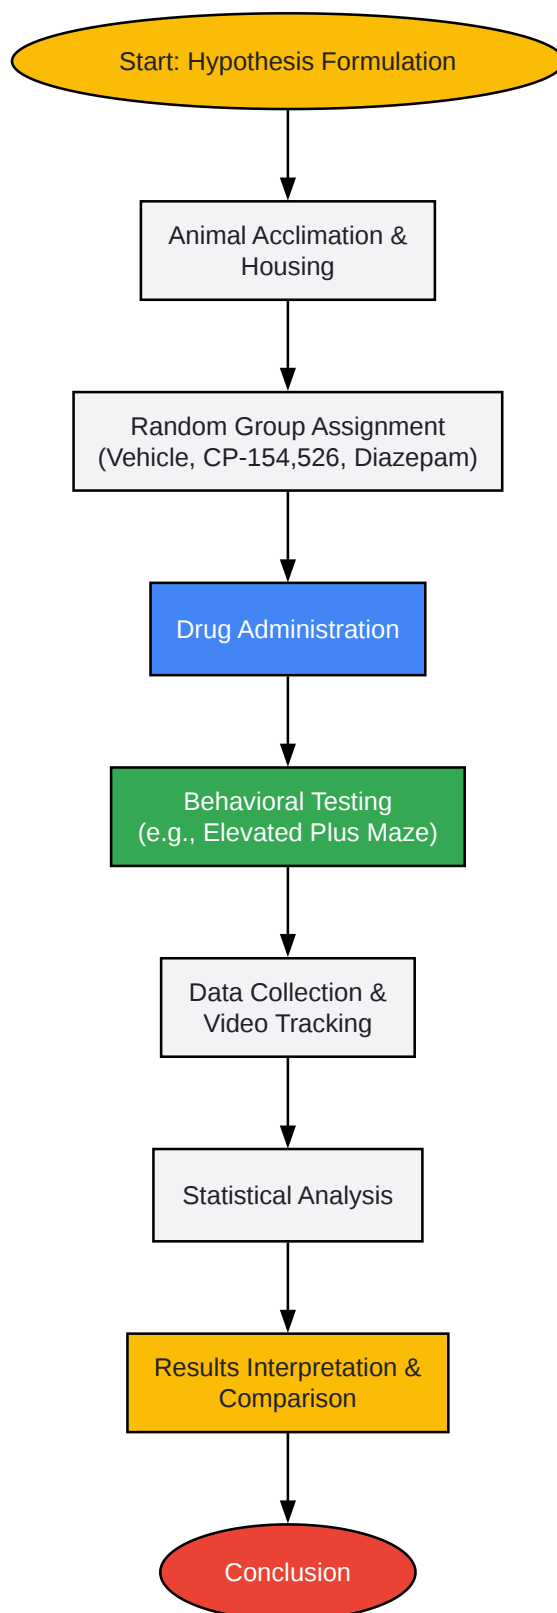 Start: Hypothesis Formulation
Animal Acclimation &
Housing
Random Group Assignment
(Vehicle, CP-154,526, Diazepam)
Drug Administration
Behavioral Testing
(e.g., Elevated Plus Maze)
Data Collection &
Video Tracking
Statistical Analysis
Results Interpretation &
Comparison
Conclusion